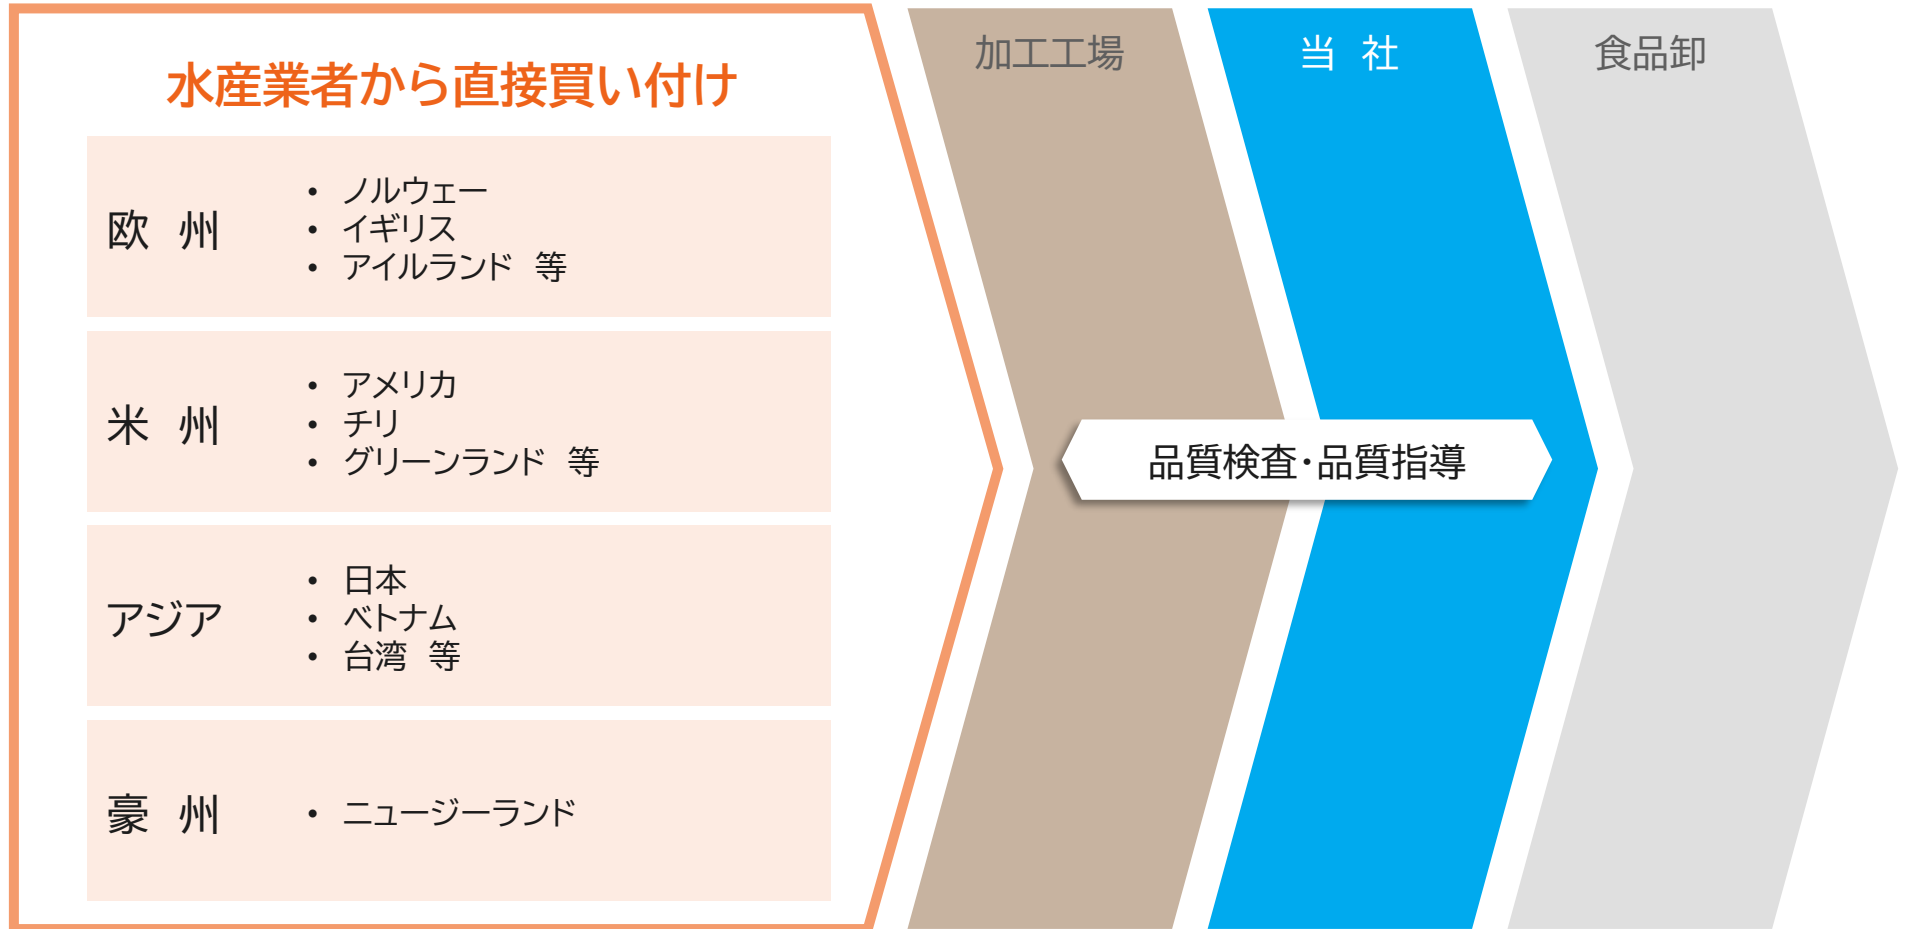 水産業者から直接買い付け
欧 州
• ノルウェー
• イギリス
• アイルランド 等
米 州
• アメリカ
• チリ
• グリーンランド 等
アジア
• 日本
• ベトナム
• 台湾 等
豪 州
• ニュージーランド
加工工場
当 社
食品卸
品質検査・品質指導